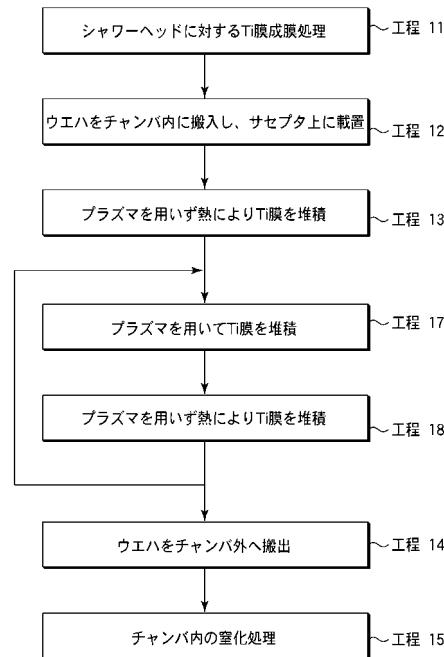 シャワーヘッドに対するTi膜成膜処理
工程 11
ウエハをチャンバ内に搬入し、サセプタ上に載置
工程 12
プラズマを用いず熱によりTi膜を堆積
工程 13
プラズマを用いてTi膜を堆積
工程 17
プラズマを用いず熱によりTi膜を堆積
工程 18
ウエハをチャンバ外へ搬出
工程 14
チャンバ内の窒化処理
工程 15